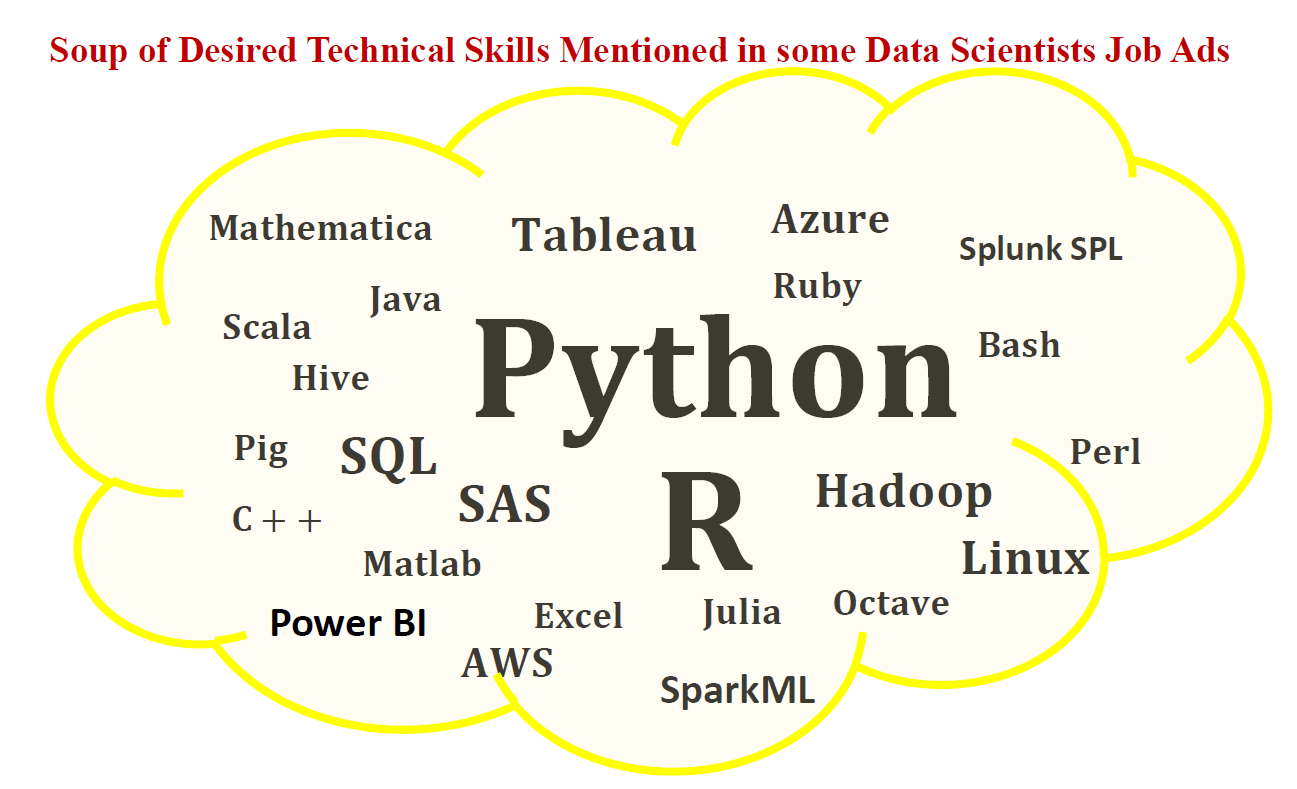 Soup of Desired Technical Skills Mentioned in some Data Scientists Job Ads
Mathematica
Tableau
Azure
Splunk SPL
Java
Ruby
Scala
Python
Bash
Hive
Pig
SQL
Perl
SAS
R
Hadoop
C + +
Matlab
Linux
Power BI
Excel
Julia
Octave
AWS
SparkML